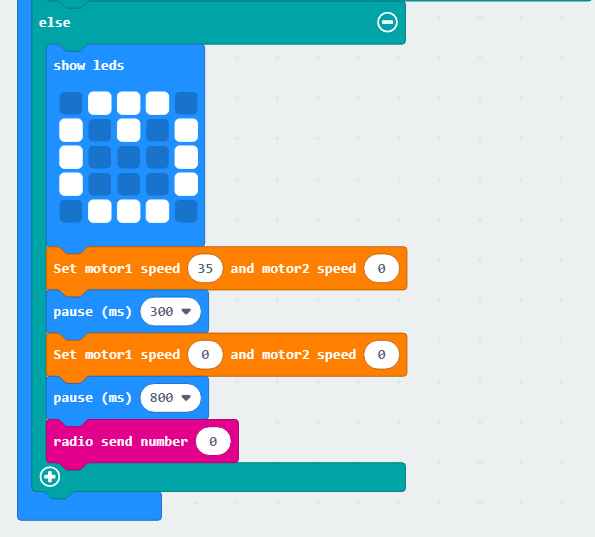 else
show leds
Set motor1 speed 35 and motor2 speed 0
pause (ms) 300
Set motor1 speed 0 and motor2 speed 0
pause (ms) 800
radio send number 0